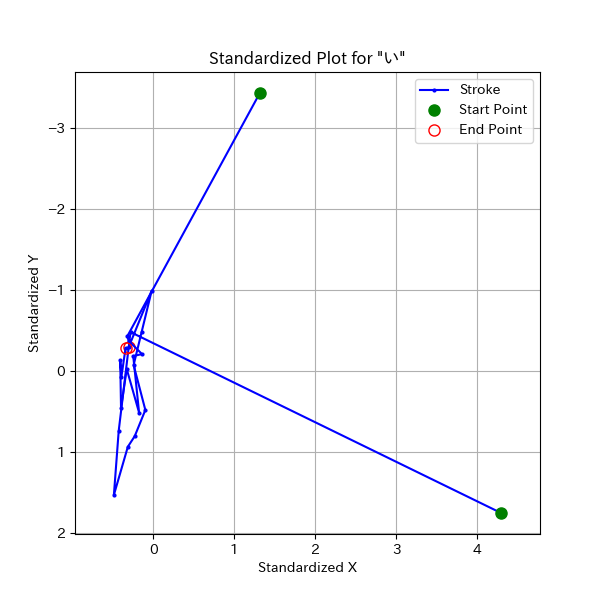 Standardized Plot for "い"
Stroke
Start Point
End Point
Standardized Y
−3
−2
−1
0
1
2
0 1 2 3 4
Standardized X